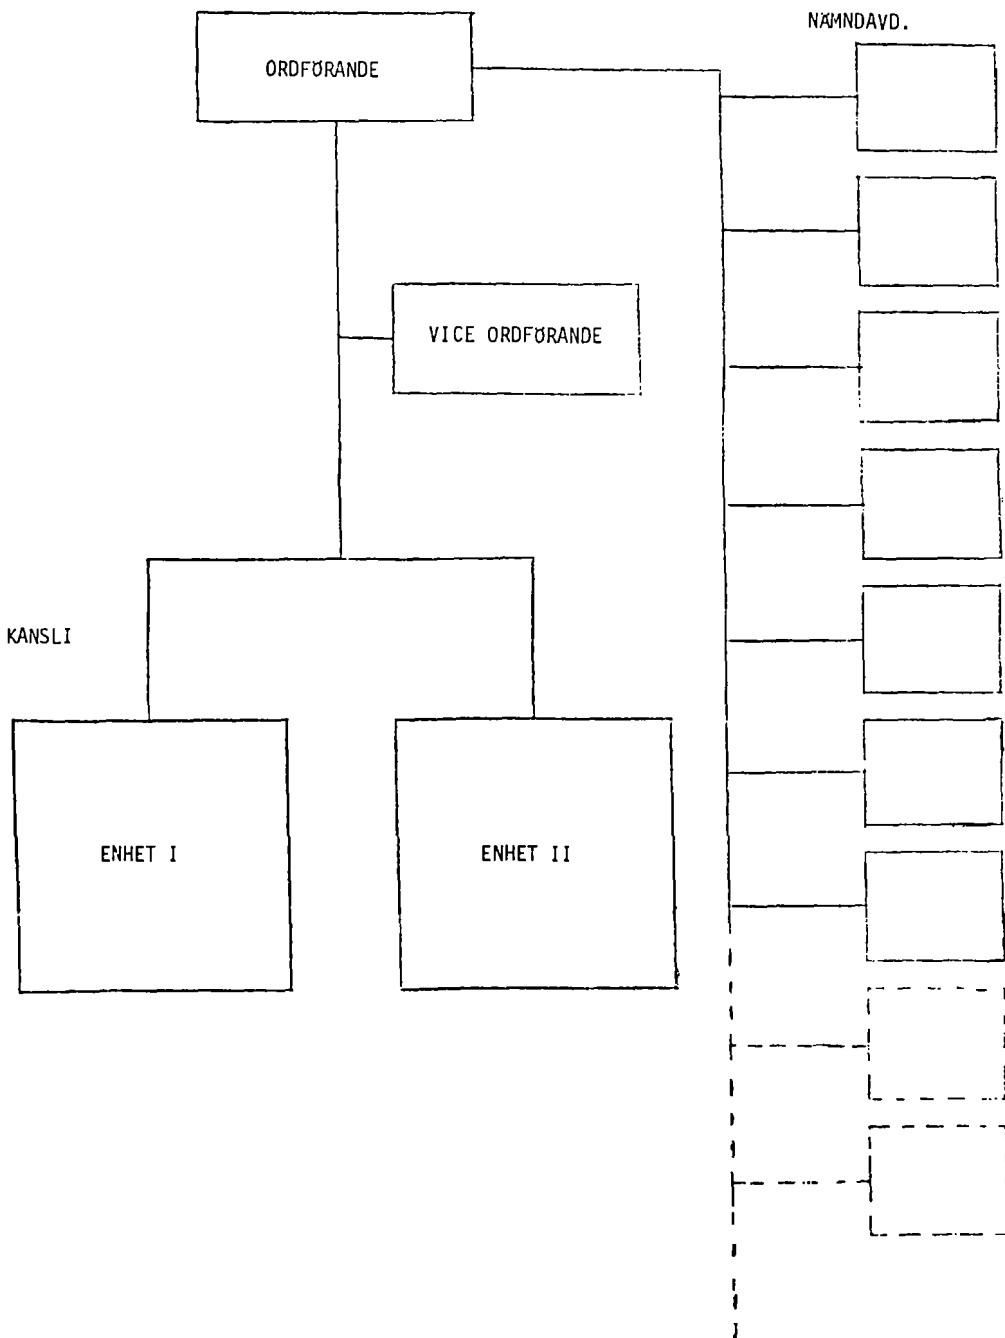 NÄMNDAVD.
ORDFÖRANDE
VICE ORDFÖRANDE
KANSLI
ENHET I
ENHET II